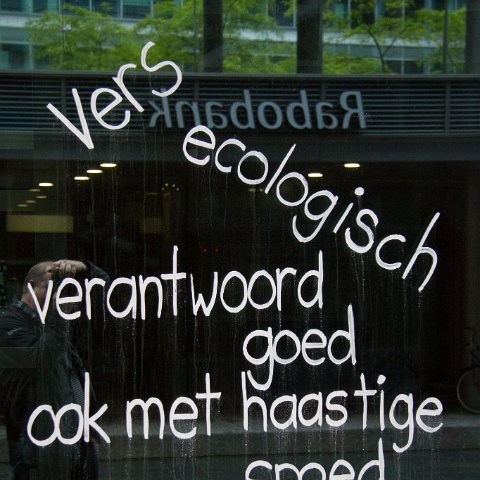 vers
Rabobank
ecologisch
verantwoord
goed
ook met haastige
spoed